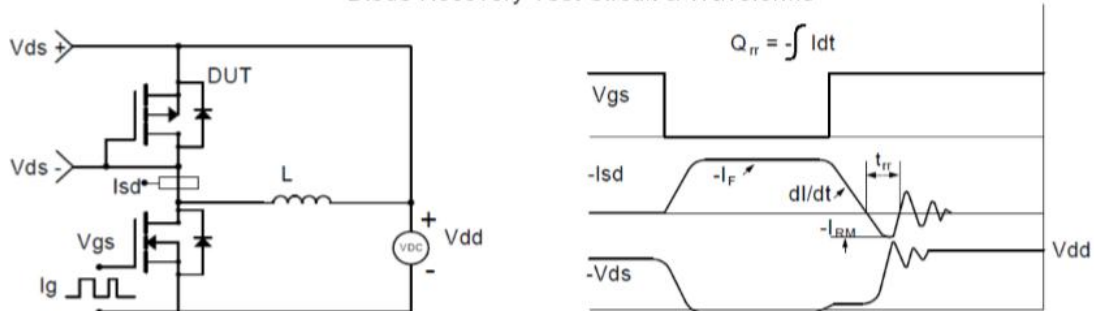 Diode Recovery Test Circuit & Waveforms
Vds +
DUT
Vds -
Isd
L
Vgs
Ig
VDC
+
-
Vdd
Qrr = -∫ Idt
Vgs
-Isd
-IF
dI/dt
trr
-IRM
Vdd
-Vds